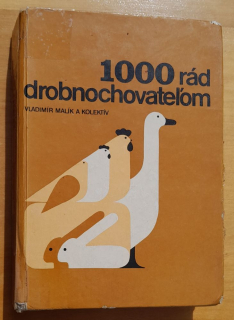 1000 rád
drobnochovateľom
VLADIMÍR MALÍK A KOLEKTÍV